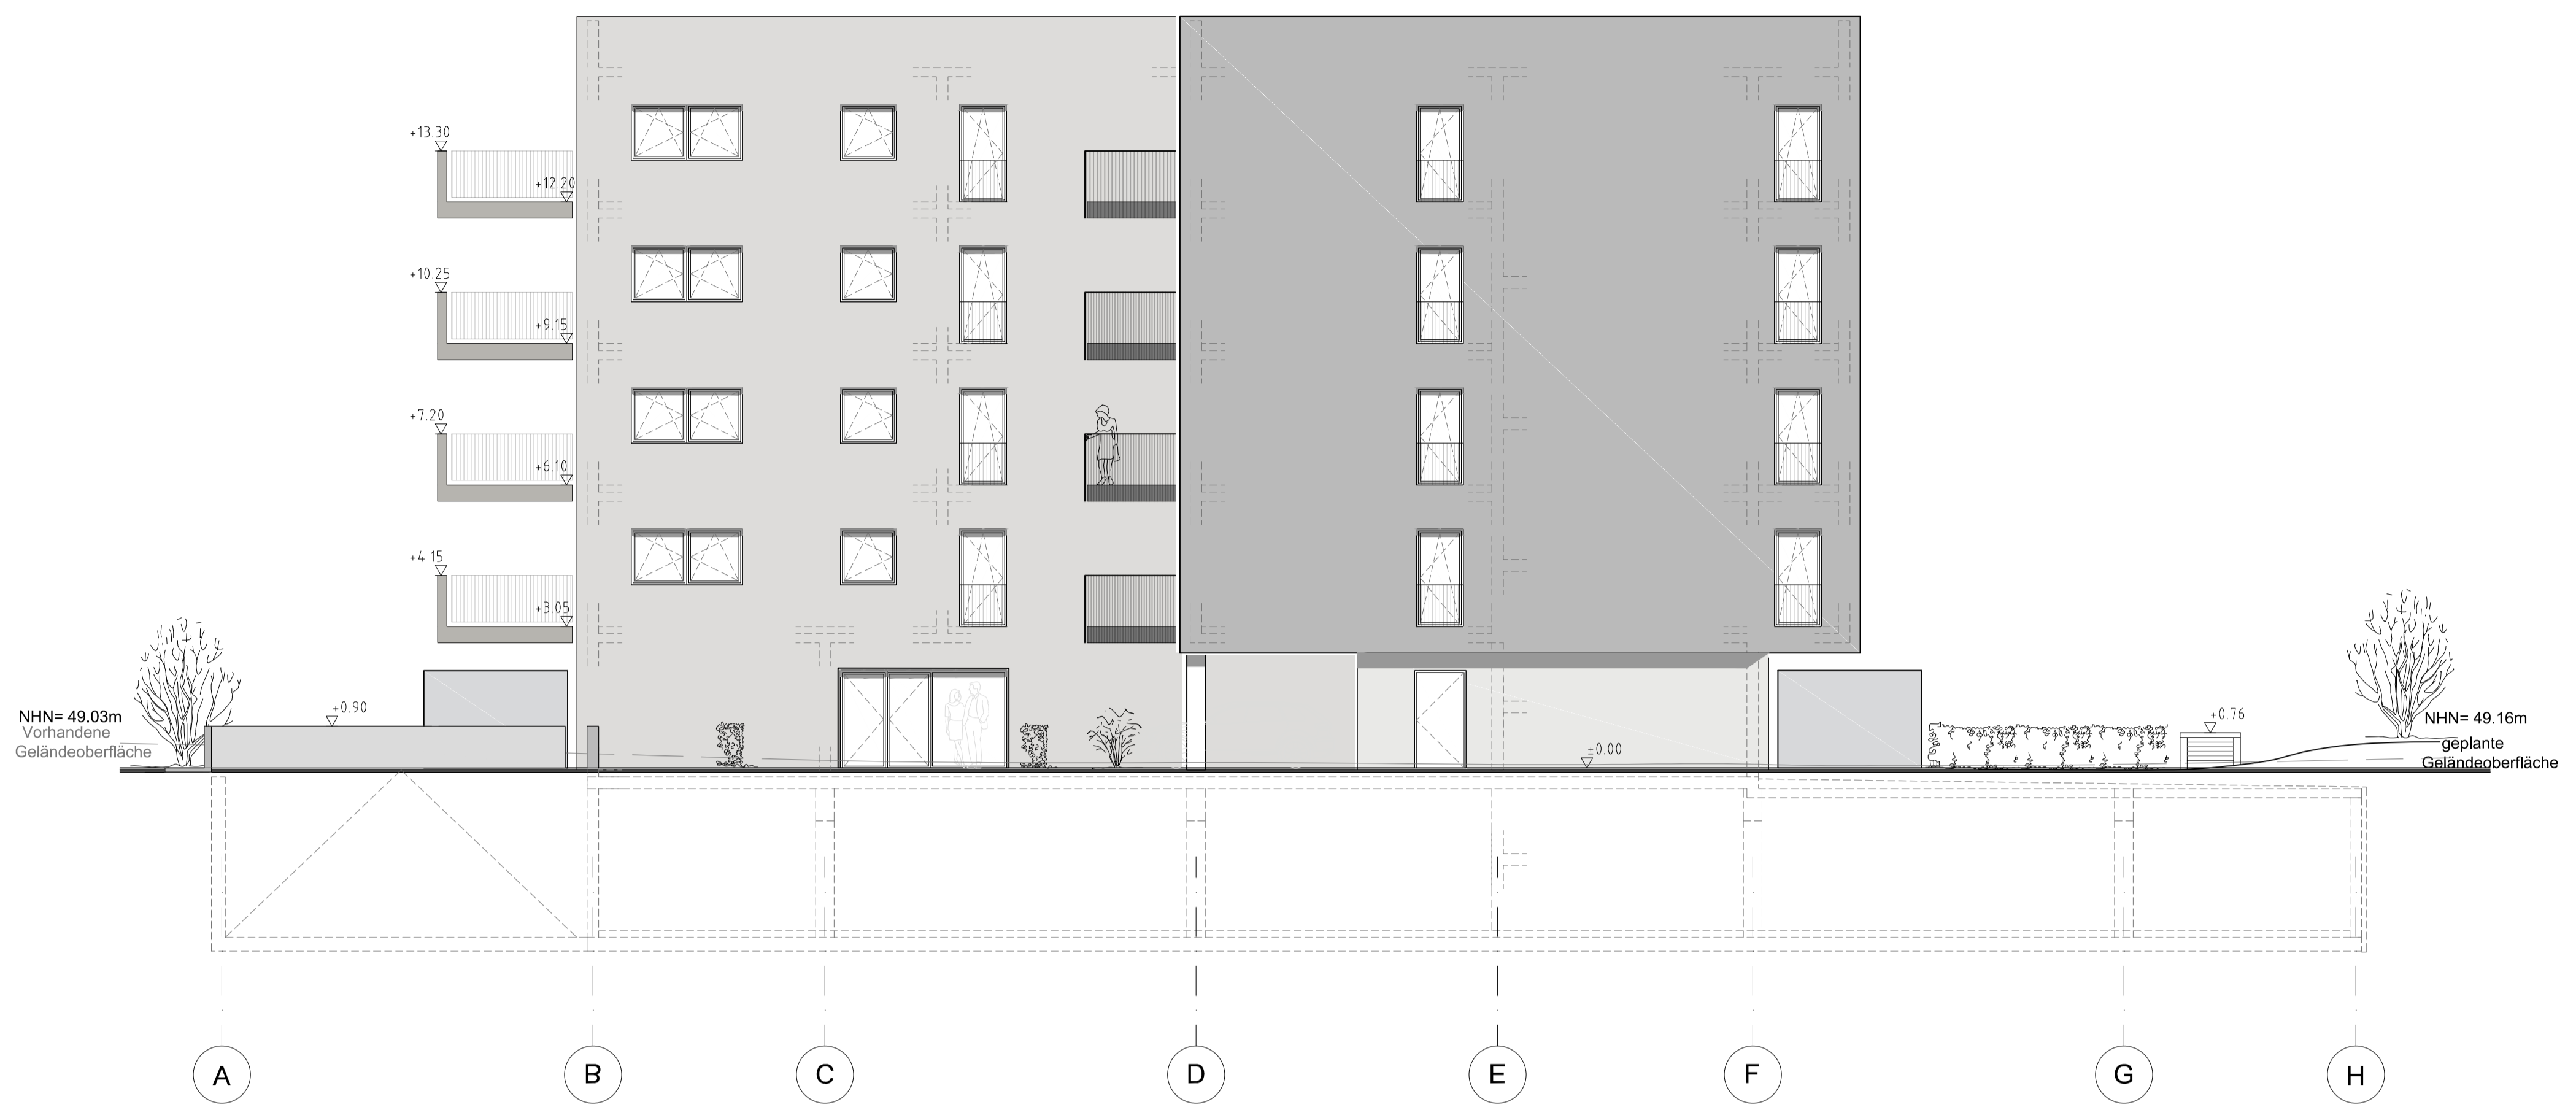 +13.30
+12.20
+10.25
+9.15
+7.20
+6.10
+4.15
+3.05
+0.90
NHN= 49.03m
Vorhandene
Geländeoberfläche
±0.00
+0.76
NHN= 49.16m
geplante
Geländeoberfläche
A B C D E F G H